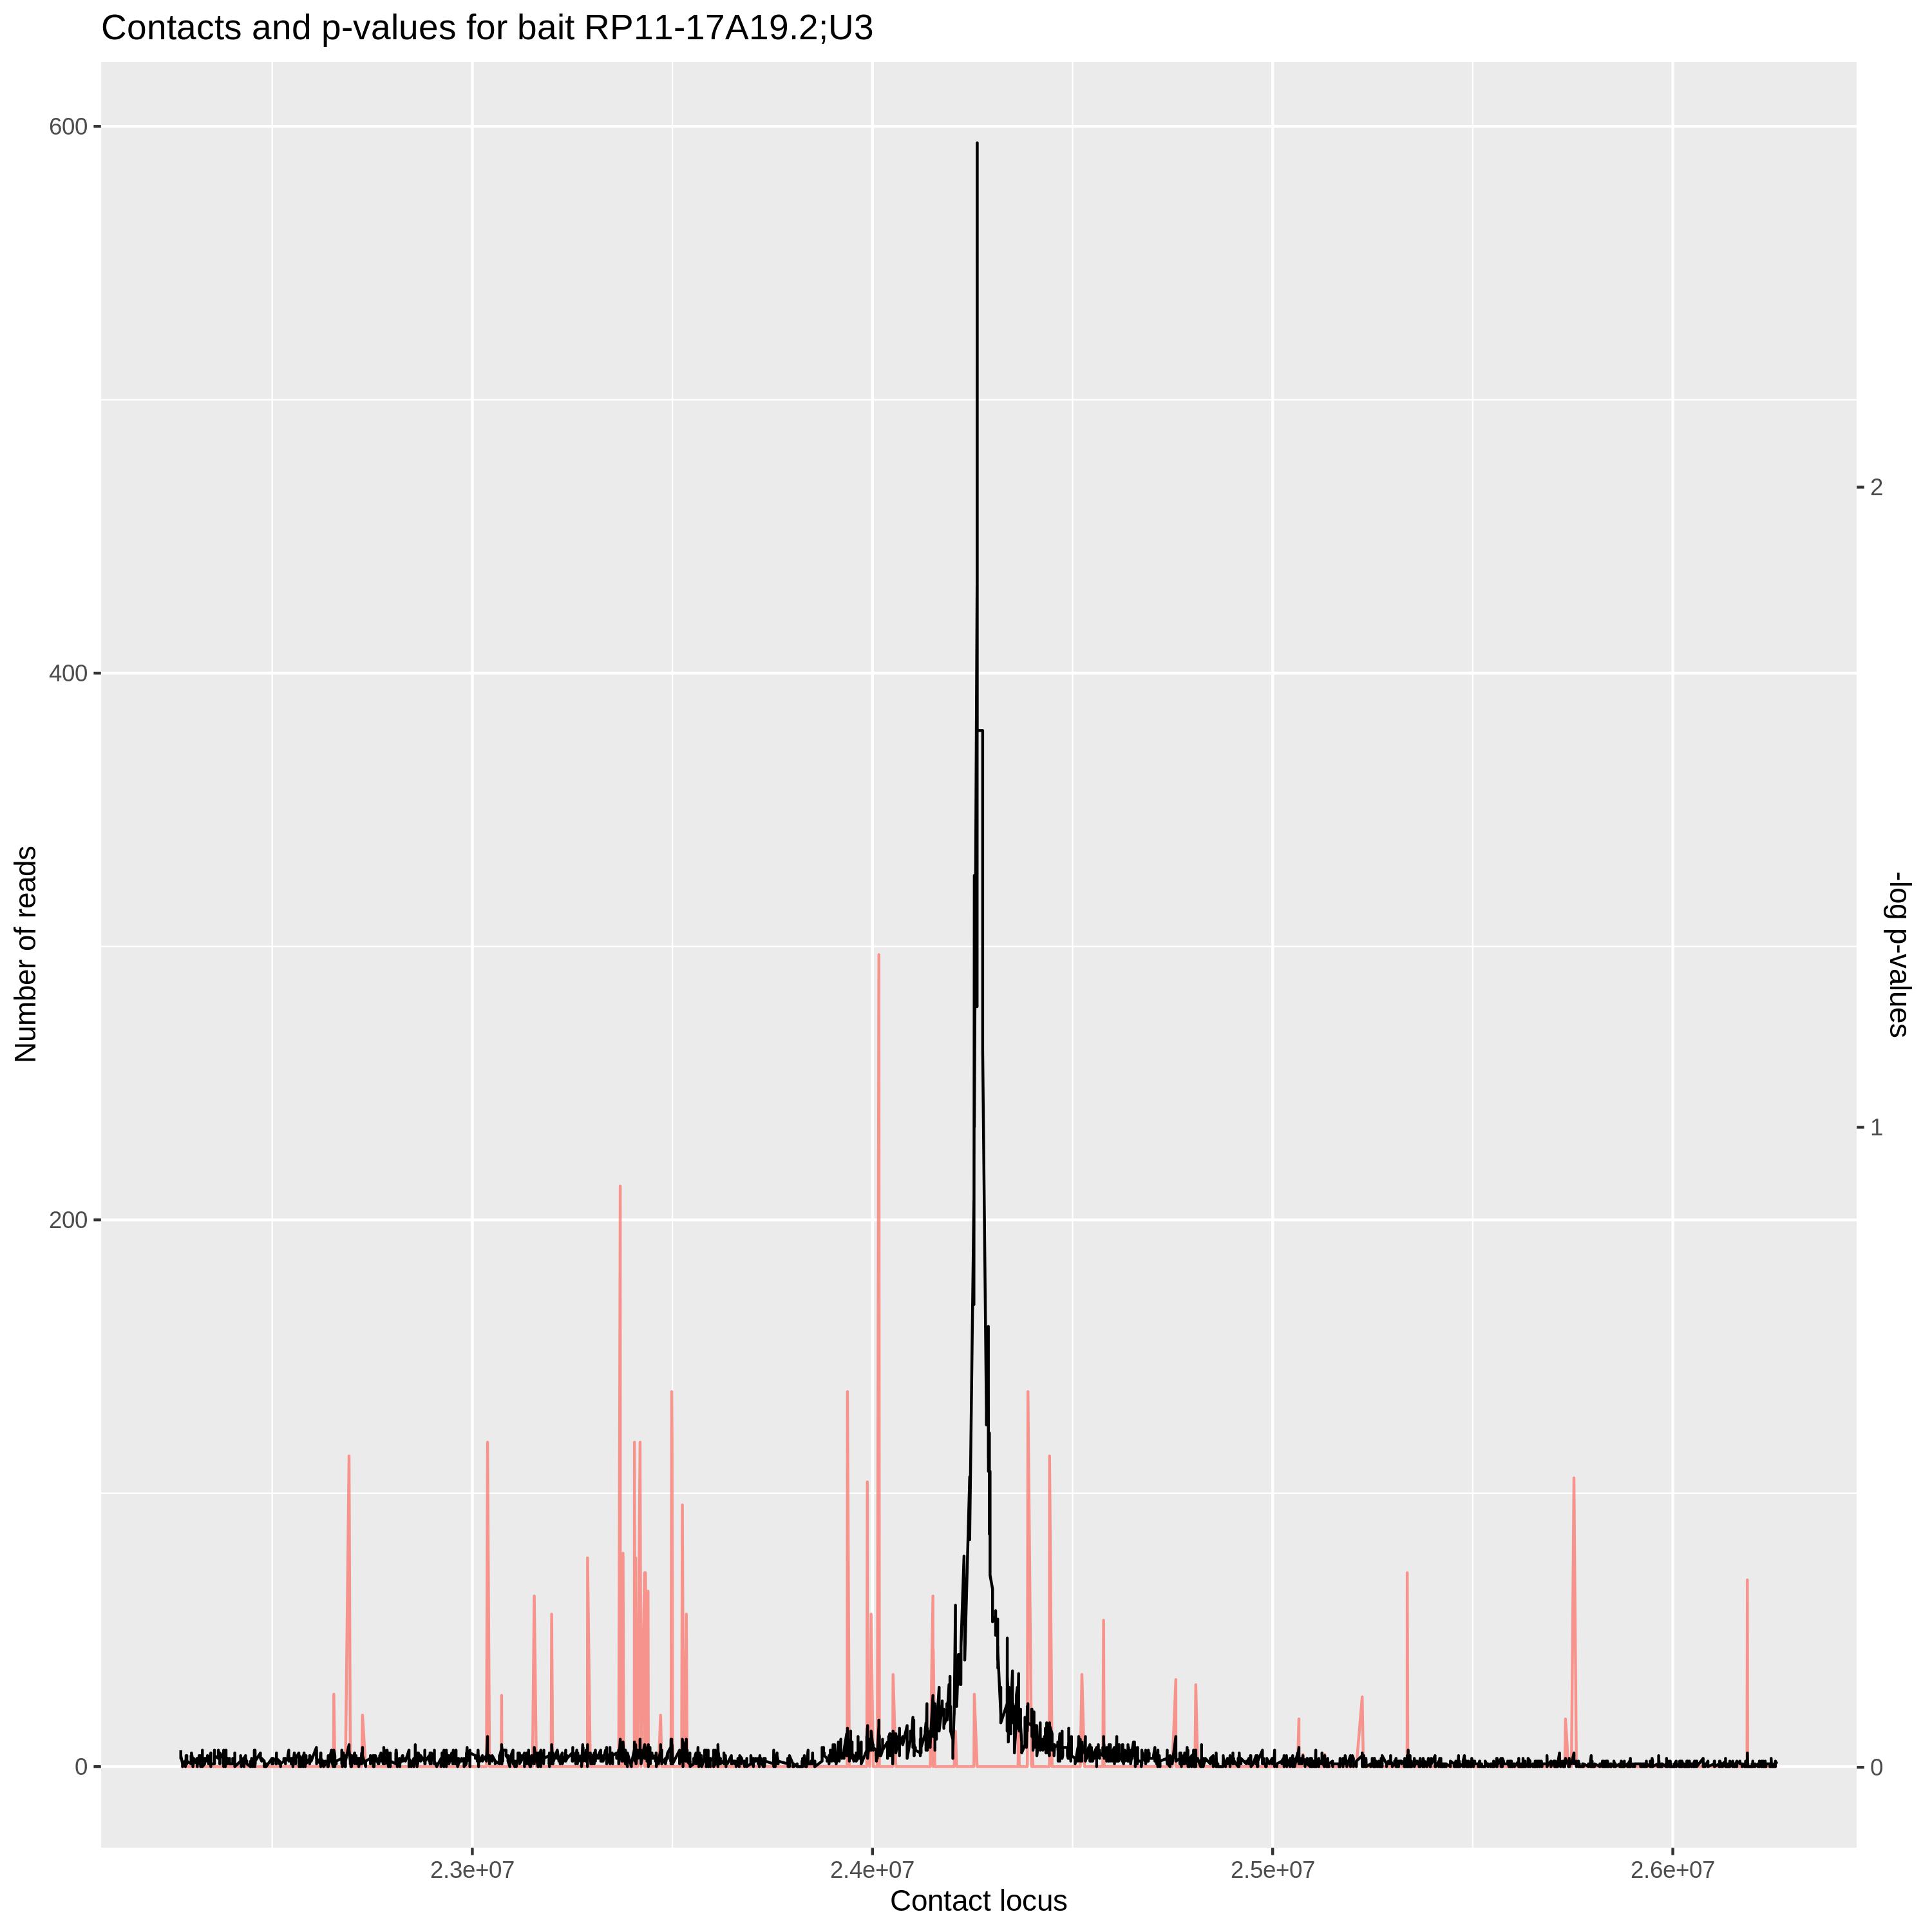 Contacts and p-values for bait RP11-17A19.2;U3
600
400
200
0
Number of reads
2
1
0
-log p-values
2.3e+07
2.4e+07
2.5e+07
2.6e+07
Contact locus